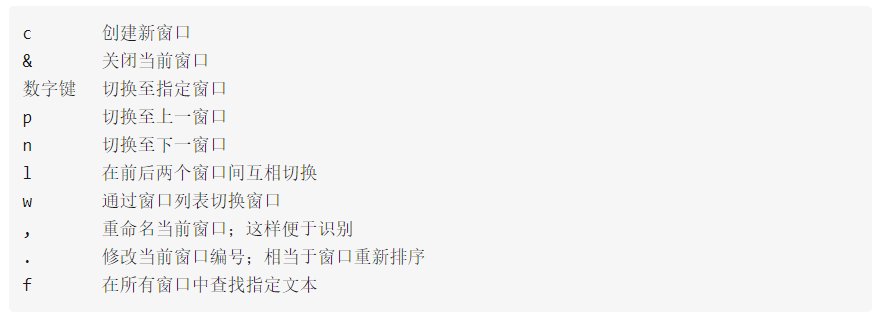 c 创建新窗口
& 关闭当前窗口
数字键 切换至指定窗口
p 切换至上一窗口
n 切换至下一窗口
l 在前后两个窗口间互相切换
w 通过窗口列表切换窗口
, 重命名当前窗口；这样便于识别
. 修改当前窗口编号；相当于窗口重新排序
f 在所有窗口中查找指定文本